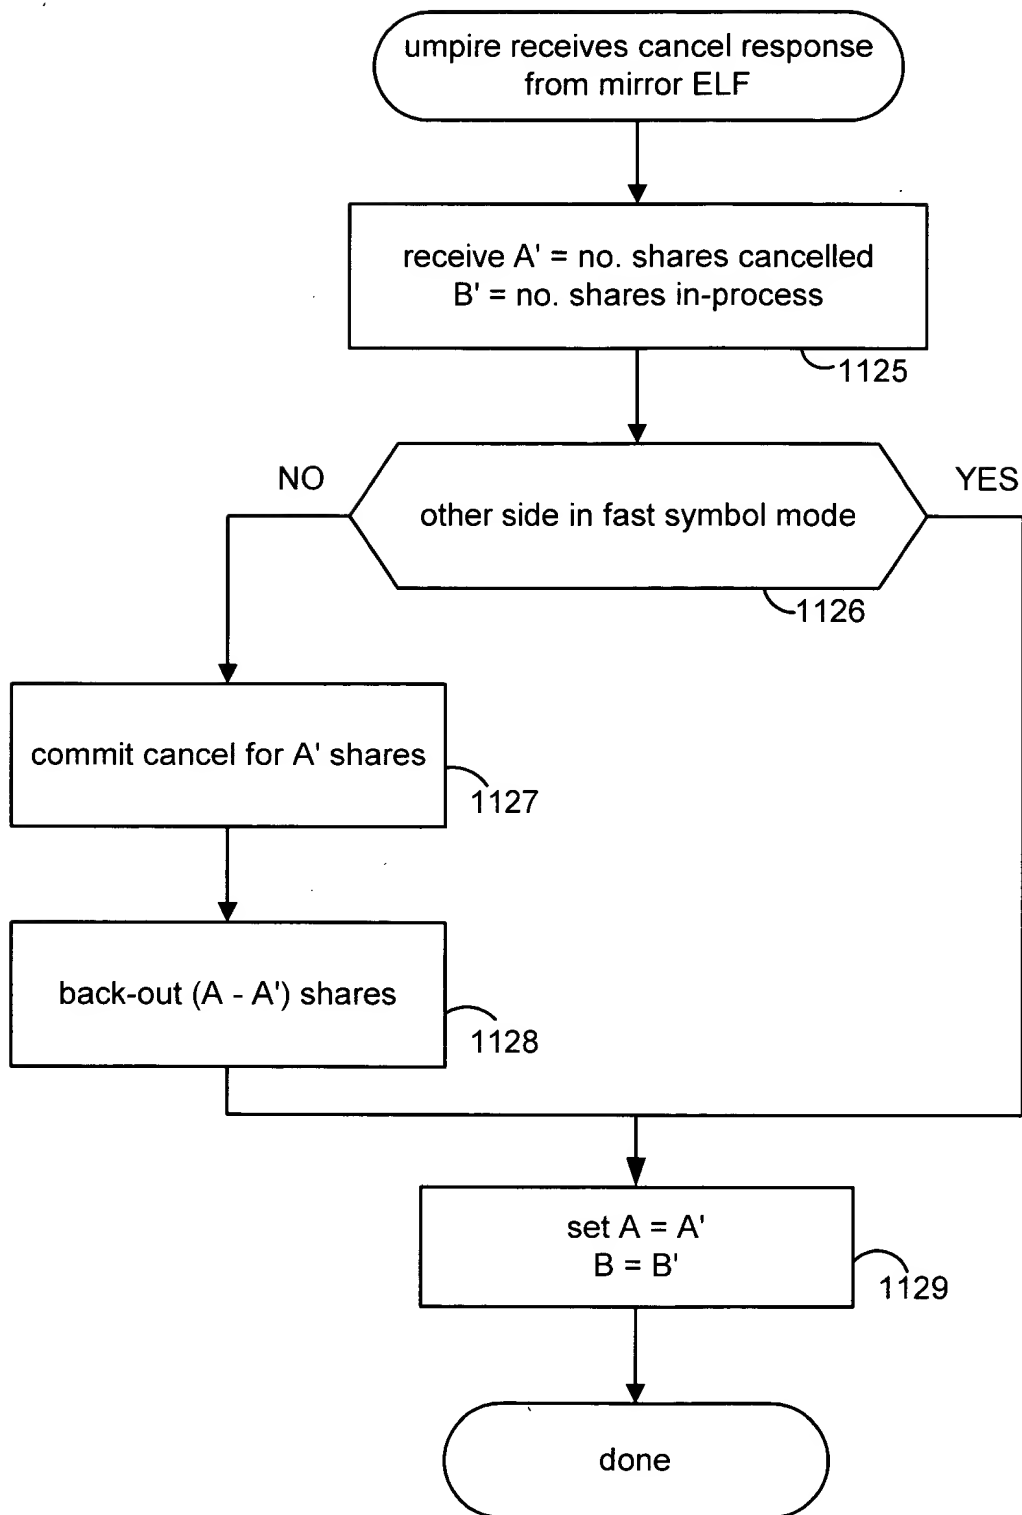 umpire receives cancel response
from mirror ELF
receive A' = no. shares cancelled
B' = no. shares in-process
1125
NO
YES
other side in fast symbol mode
1126
commit cancel for A' shares
1127
back-out (A - A') shares
1128
set A = A'
B = B'
1129
done